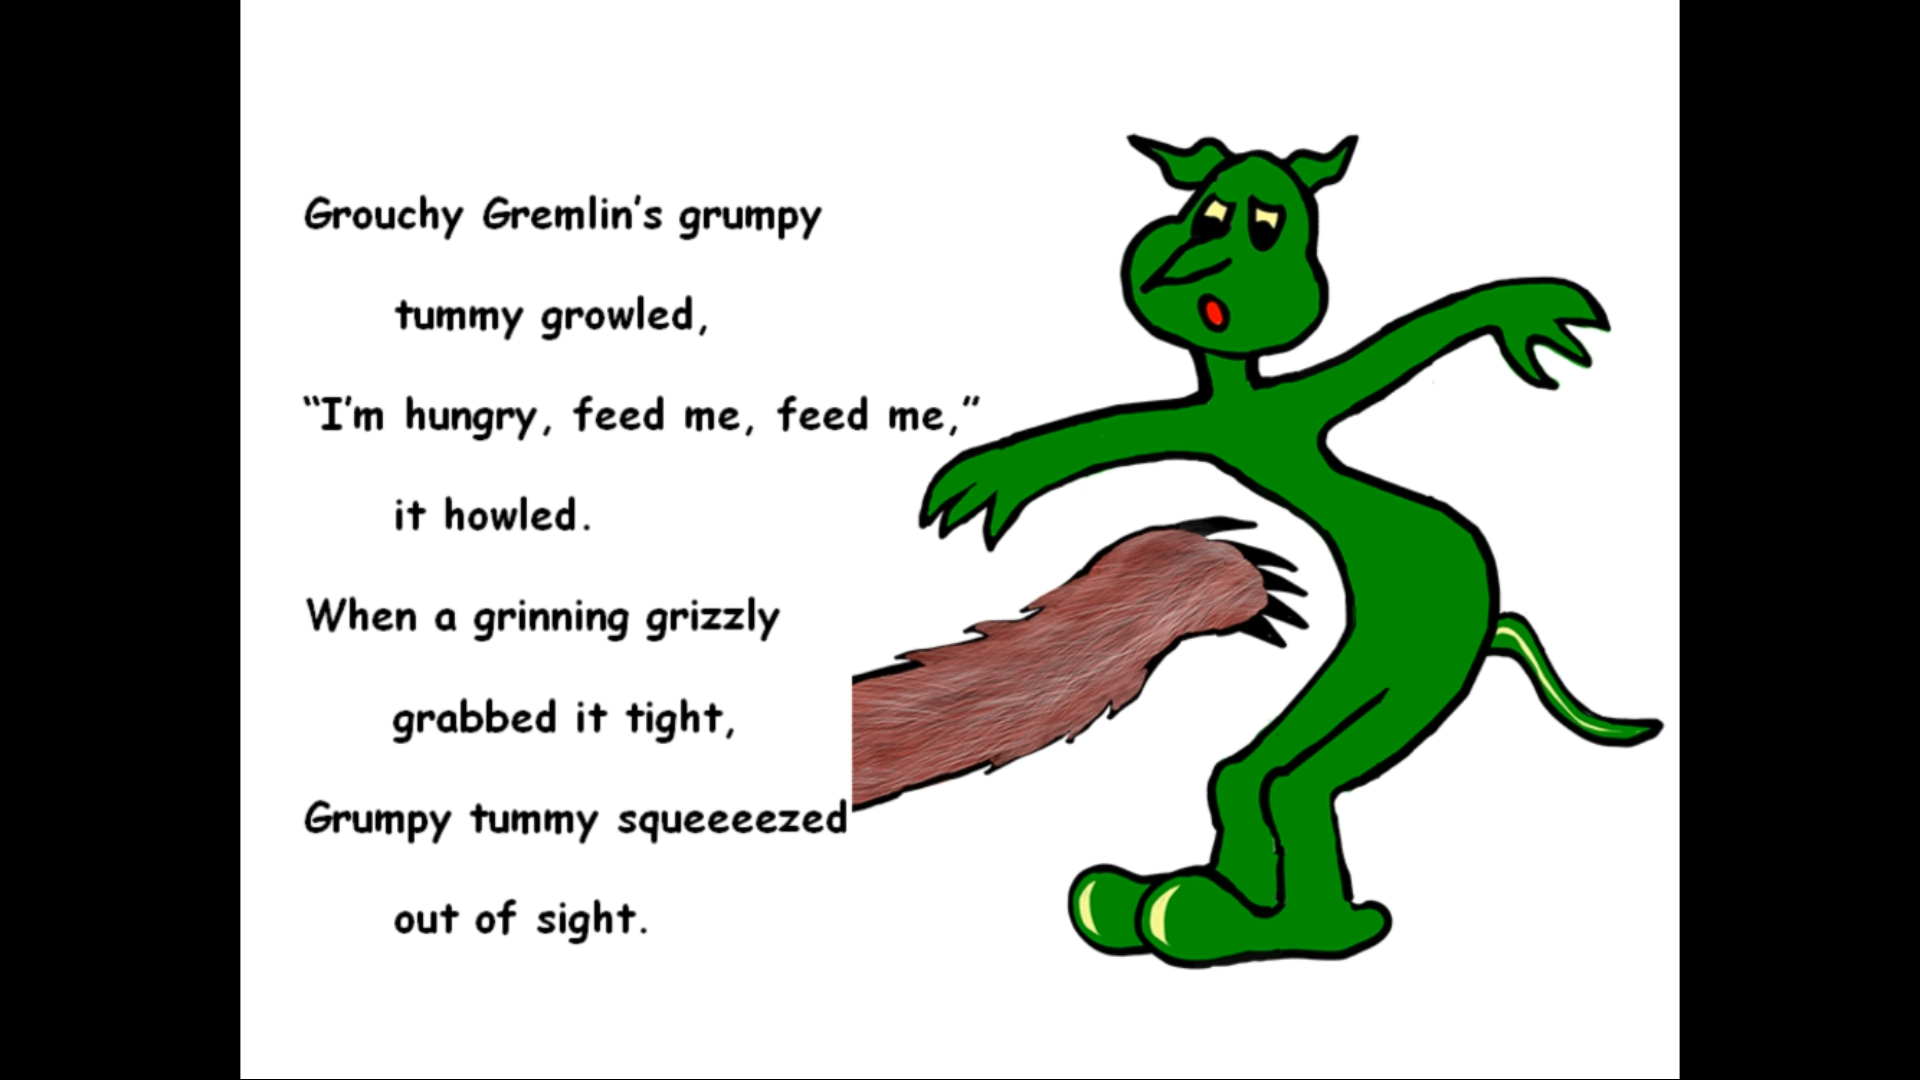 Grouchy Gremlin's grumpy
tummy growled,
“I'm hungry, feed me, feed me,”
it howled.
When a grinning grizzly
grabbed it tight,
Grumpy tummy squeeeezed
out of sight.